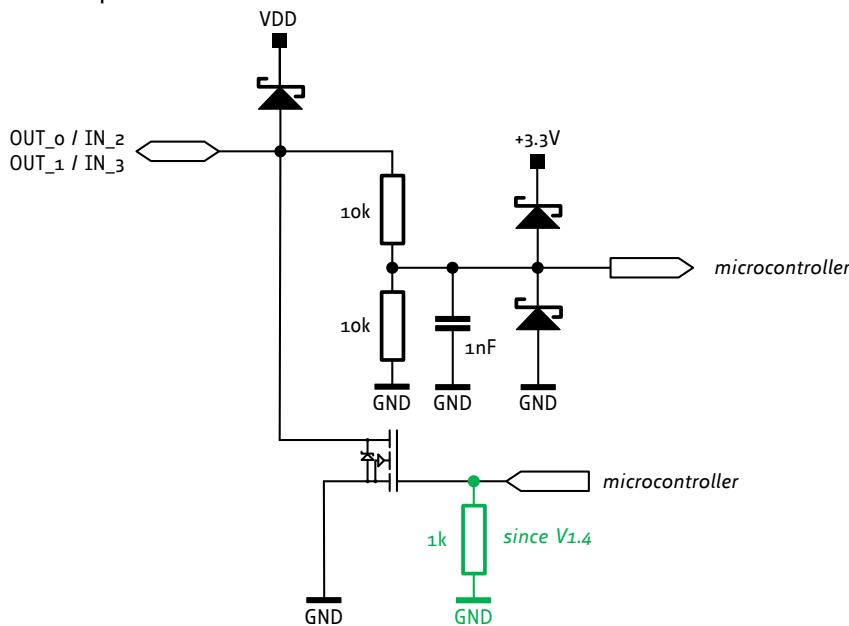 VDD
OUT_0 / IN_2
OUT_1 / IN_3
+3.3V
10k
microcontroller
10k
1nF
GND
GND
GND
microcontroller
1k
since V1.4
GND
GND